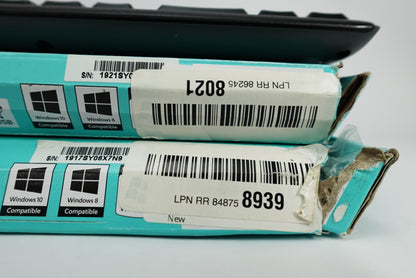 S/N: 1921SY0
LPN RR 86245 8021
Windows 10
Compatible
Windows 8
Compatible
S/N:
1917SY06X7N9
Windows 10
Compatible
Windows 8
Compatible
LPN RR 84875 8939
New